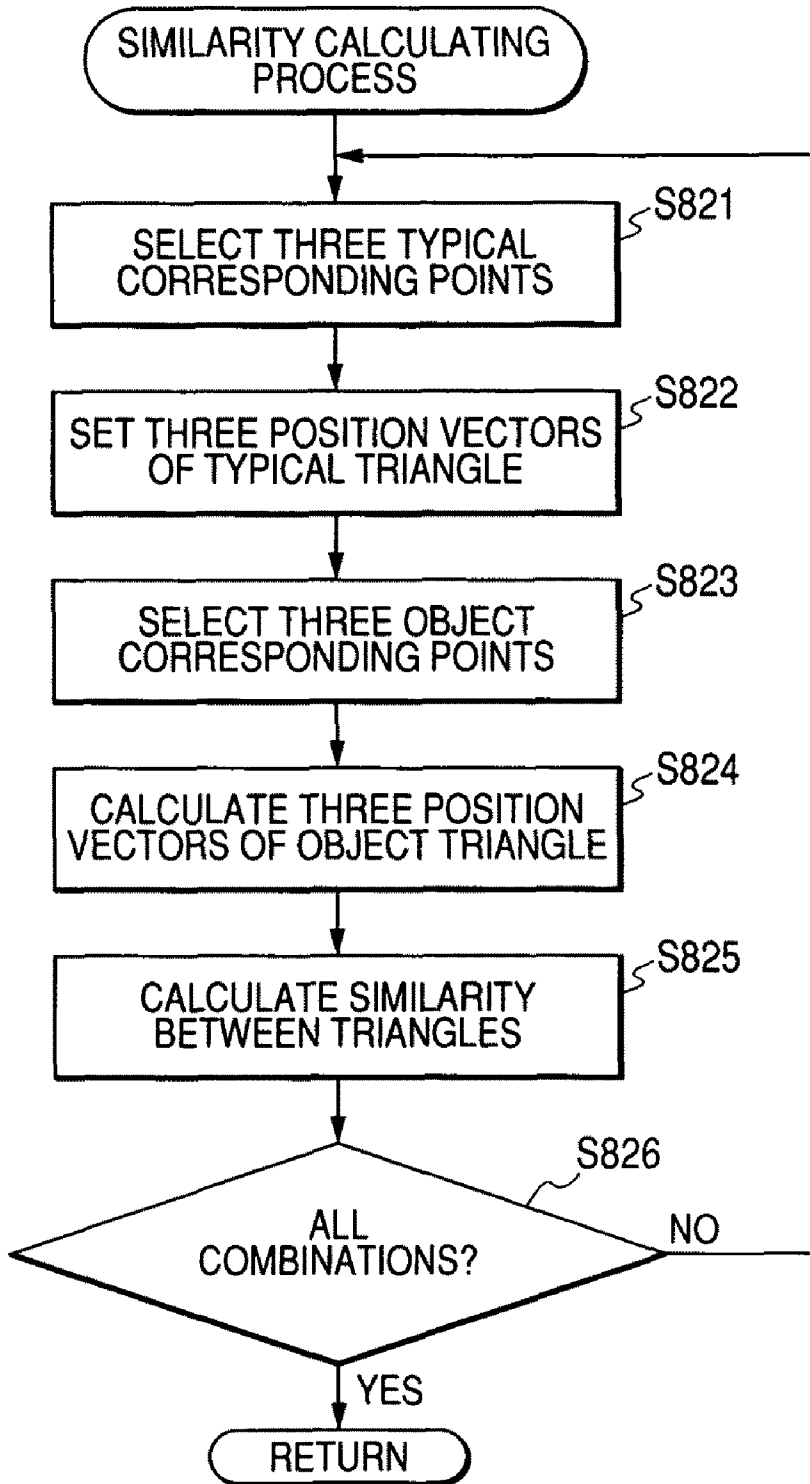 SIMILARITY CALCULATING
PROCESS
S821
SELECT THREE TYPICAL
CORRESPONDING POINTS
S822
SET THREE POSITION VECTORS
OF TYPICAL TRIANGLE
S823
SELECT THREE OBJECT
CORRESPONDING POINTS
S824
CALCULATE THREE POSITION
VECTORS OF OBJECT TRIANGLE
S825
CALCULATE SIMILARITY
BETWEEN TRIANGLES
S826
ALL
COMBINATIONS?
NO
YES
RETURN